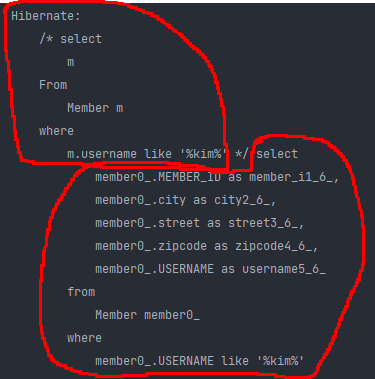 Hibernate:
/* select
m
From
Member m
where
m.username like '%kim%' */ select
member0_.MEMBER_ID as member_i1_6_,
member0_.city as city2_6_,
member0_.street as street3_6_,
member0_.zipcode as zipcode4_6_,
member0_.USERNAME as username5_6_
from
Member member0_
where
member0_.USERNAME like '%kim%'